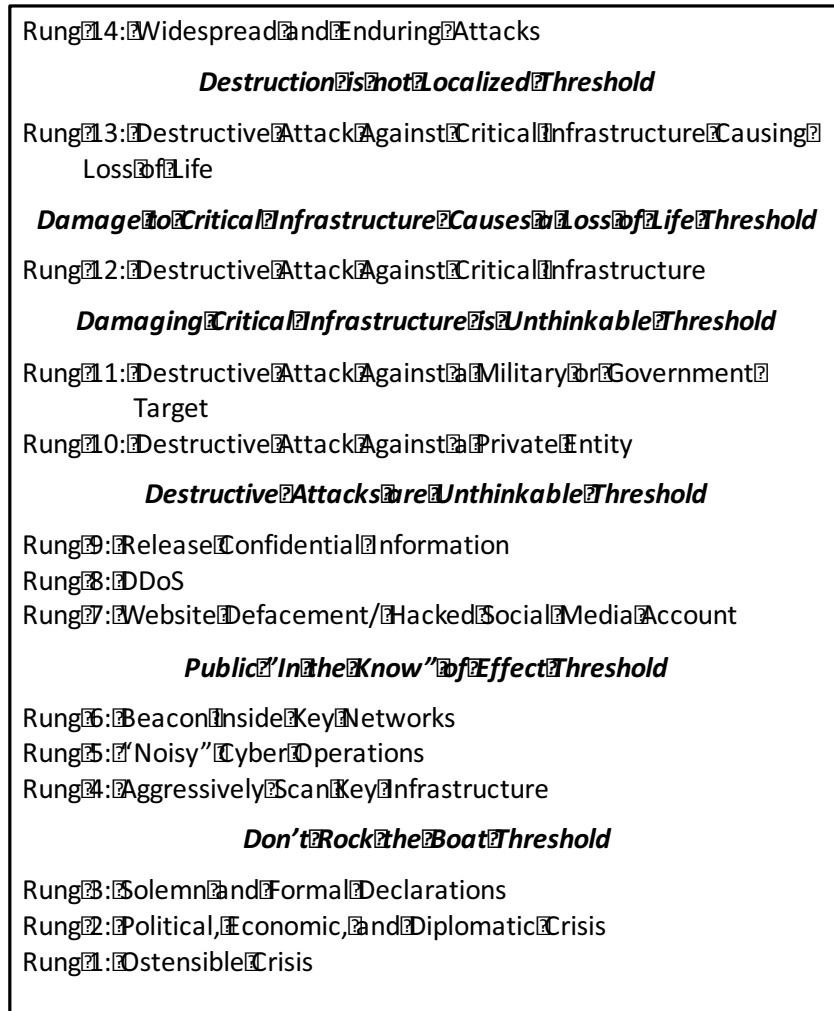 Rung 14: Widespread and Enduring Attacks
Destruction is not Localized Threshold
Rung 13: Destructive Attack Against Critical Infrastructure Causing
Loss of Life
Damage to Critical Infrastructure Causes a Loss of Life Threshold
Rung 12: Destructive Attack Against Critical Infrastructure
Damaging Critical Infrastructure is Unthinkable Threshold
Rung 11: Destructive Attack Against a Military or Government
Target
Rung 10: Destructive Attack Against a Private Entity
Destructive Attacks are Unthinkable Threshold
Rung 9: Release Confidential Information
Rung 8: DDoS
Rung 7: Website Defacement/ Hacked Social Media Account
Public ”In the Know” of Effect Threshold
Rung 6: Beacon Inside Key Networks
Rung 5: “Noisy” Cyber Operations
Rung 4: Aggressively Scan Key Infrastructure
Don’t Rock the Boat Threshold
Rung 3: Solemn and Formal Declarations
Rung 2: Political, Economic, and Diplomatic Crisis
Rung 1: Ostensible Crisis